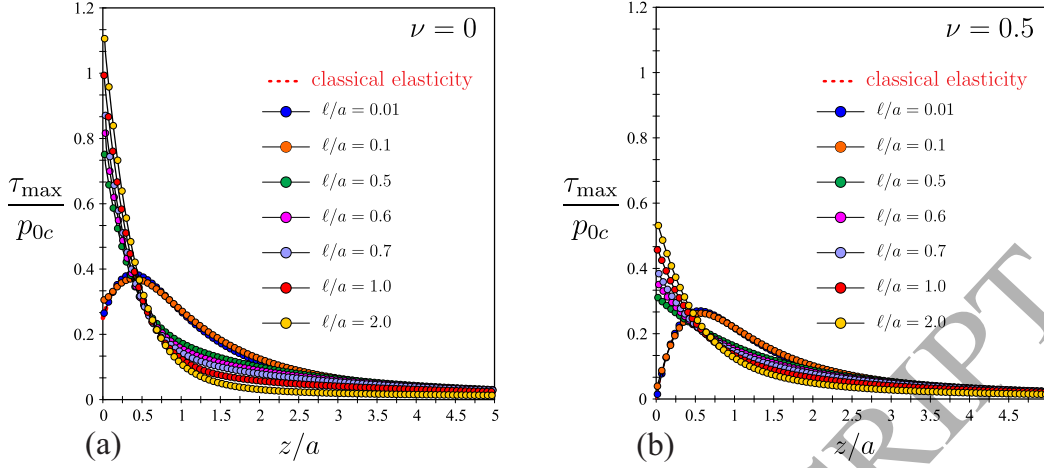 1.2
1
0.8
0.6
0.4
0.2
0
τmax
p0c
ν = 0
classical elasticity
ℓ/a = 0.01
ℓ/a = 0.1
ℓ/a = 0.5
ℓ/a = 0.6
ℓ/a = 0.7
ℓ/a = 1.0
ℓ/a = 2.0
0 0.5 1 1.5 2 2.5 3 3.5 4 4.5 5
(a)
z/a
1.2
1
0.8
0.6
0.4
0.2
0
τmax
p0c
ν = 0.5
classical elasticity
ℓ/a = 0.01
ℓ/a = 0.1
ℓ/a = 0.5
ℓ/a = 0.6
ℓ/a = 0.7
ℓ/a = 1.0
ℓ/a = 2.0
0 0.5 1 1.5 2 2.5 3 3.5 4 4.5
(b)
z/a
RIPT